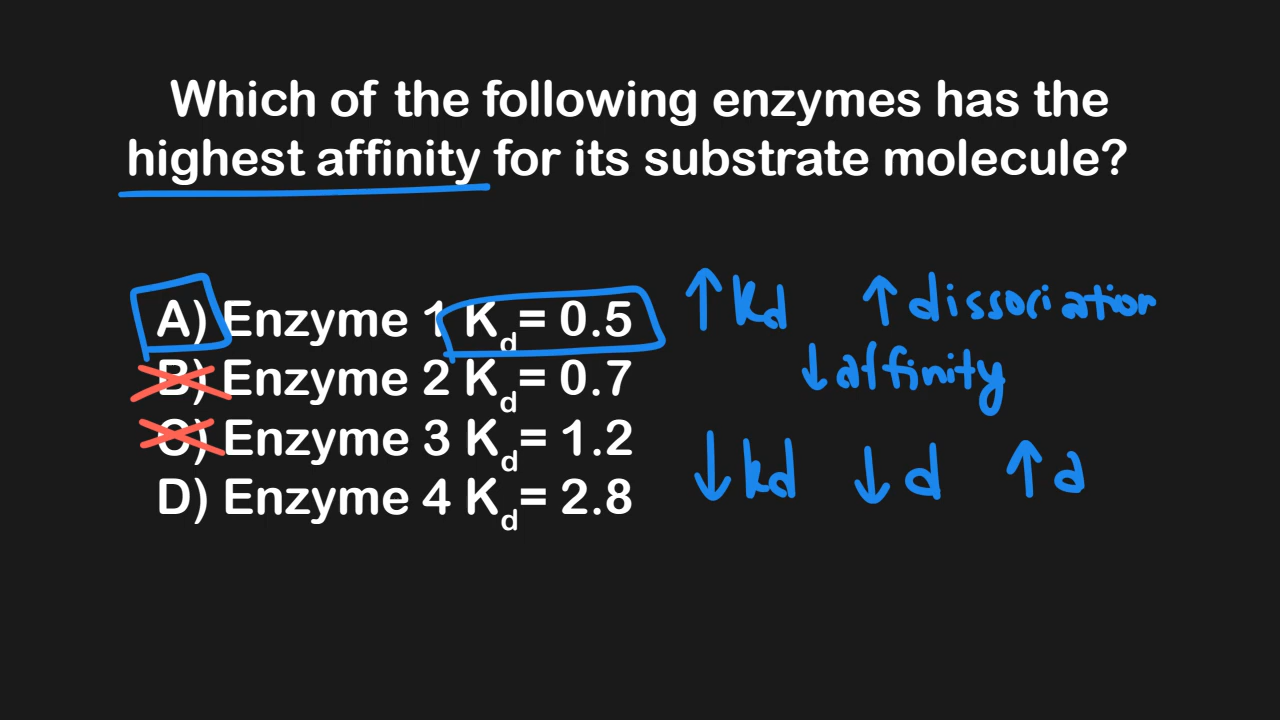 Which of the following enzymes has the
highest affinity for its substrate molecule?
A) Enzyme 1 Kd= 0.5
B) Enzyme 2 Kd= 0.7
C) Enzyme 3 Kd= 1.2
D) Enzyme 4 Kd= 2.8
↑ kd ↑ dissociation
↓ affinity
↓ kd ↓ d ↑ a